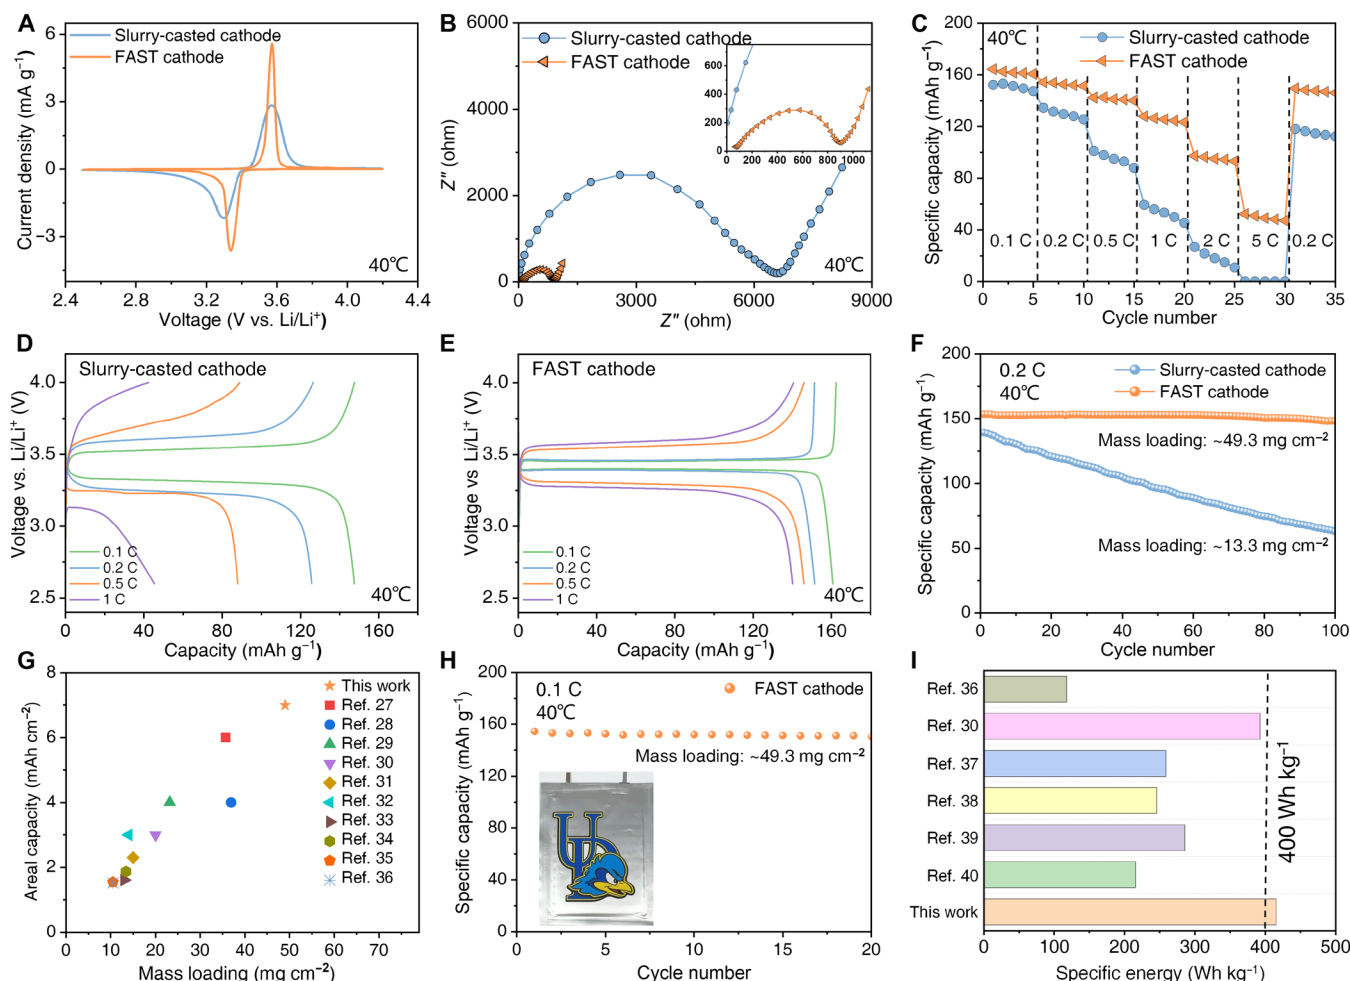 A
Slurry-casted cathode
FAST cathode
Current density (mA g⁻¹)
6
3
0
−3
40℃
2.4
3.0
3.6
4.2
4.4
Voltage (V vs. Li/Li⁺)
B
Slurry-casted cathode
FAST cathode
Z″ (ohm)
6000
4000
2000
0
600
400
200
0
0 200 400 600 800 1000
40℃
0
3000
6000
9000
Z″ (ohm)
C
40℃
Slurry-casted cathode
FAST cathode
Specific capacity (mAh g⁻¹)
200
160
120
80
40
0
0.1 C 0.2 C 0.5 C 1 C 2 C 5 C 0.2 C
0 5 10 15 20 25 30 35
Cycle number
D
Slurry-casted cathode
Voltage vs. Li/Li⁺ (V)
4.0
3.5
3.0
2.5
0.1 C
0.2 C
0.5 C
1 C
40℃
0 40 80 120 160
Capacity (mAh g⁻¹)
E
FAST cathode
Voltage vs. Li/Li⁺ (V)
4.0
3.5
3.0
2.5
0.1 C
0.2 C
0.5 C
1 C
40℃
0 40 80 120 160
Capacity (mAh g⁻¹)
F
0.2 C
40℃
Slurry-casted cathode
FAST cathode
Mass loading: ~49.3 mg cm⁻²
Mass loading: ~13.3 mg cm⁻²
Specific capacity (mAh g⁻¹)
200
150
100
50
0
0 20 40 60 80 100
Cycle number
G
Areal capacity (mAh cm⁻²)
8
6
4
2
0
This work
Ref. 27
Ref. 28
Ref. 29
Ref. 30
Ref. 31
Ref. 32
Ref. 33
Ref. 34
Ref. 35
Ref. 36
0 10 20 30 40 50 60 70
Mass loading (mg cm⁻²)
H
0.1 C
40℃
FAST cathode
Mass loading: ~49.3 mg cm⁻²
UD
Specific capacity (mAh g⁻¹)
200
160
120
80
40
0
0 5 10 15 20
Cycle number
I
Ref. 36
Ref. 30
Ref. 37
Ref. 38
Ref. 39
Ref. 40
This work
400 Wh kg⁻¹
0 100 200 300 400 500
Specific energy (Wh kg⁻¹)